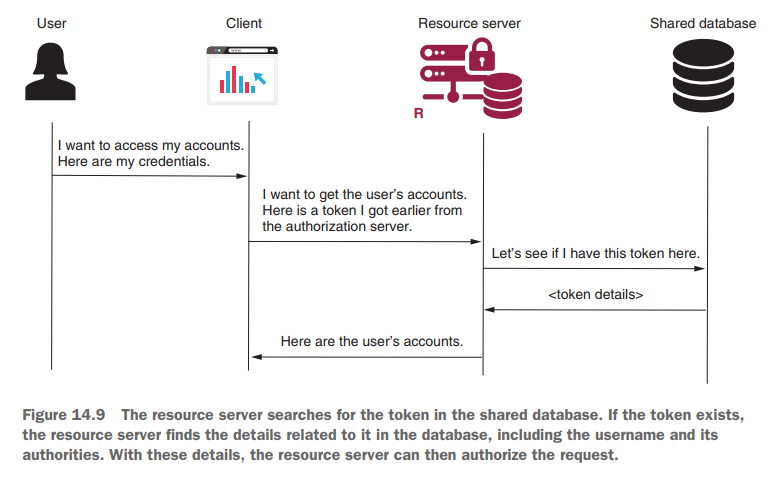 User
Client
Resource server
Shared database
R
I want to access my accounts.
Here are my credentials.
I want to get the user's accounts.
Here is a token I got earlier from
the authorization server.
Let's see if I have this token here.
<token details>
Here are the user's accounts.
Figure 14.9 The resource server searches for the token in the shared database. If the token exists,
the resource server finds the details related to it in the database, including the username and its
authorities. With these details, the resource server can then authorize the request.